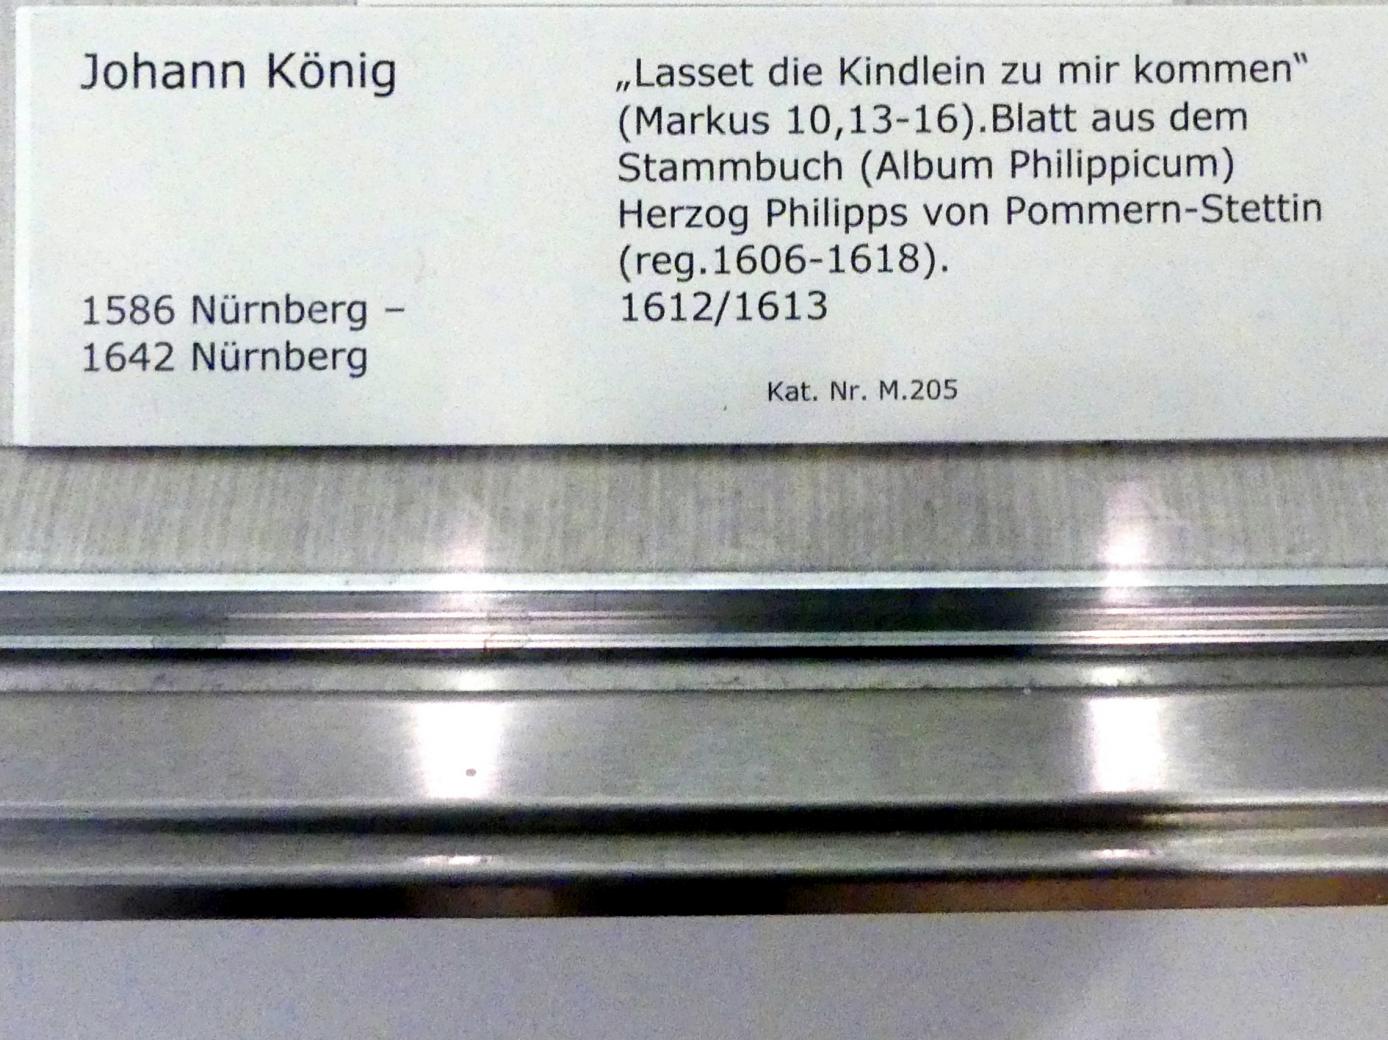 Johann König
1586 Nürnberg –
1642 Nürnberg
„Lasset die Kindlein zu mir kommen“
(Markus 10,13-16).Blatt aus dem
Stammbuch (Album Philippicum)
Herzog Philipps von Pommern-Stettin
(reg.1606-1618).
1612/1613
Kat. Nr. M.205